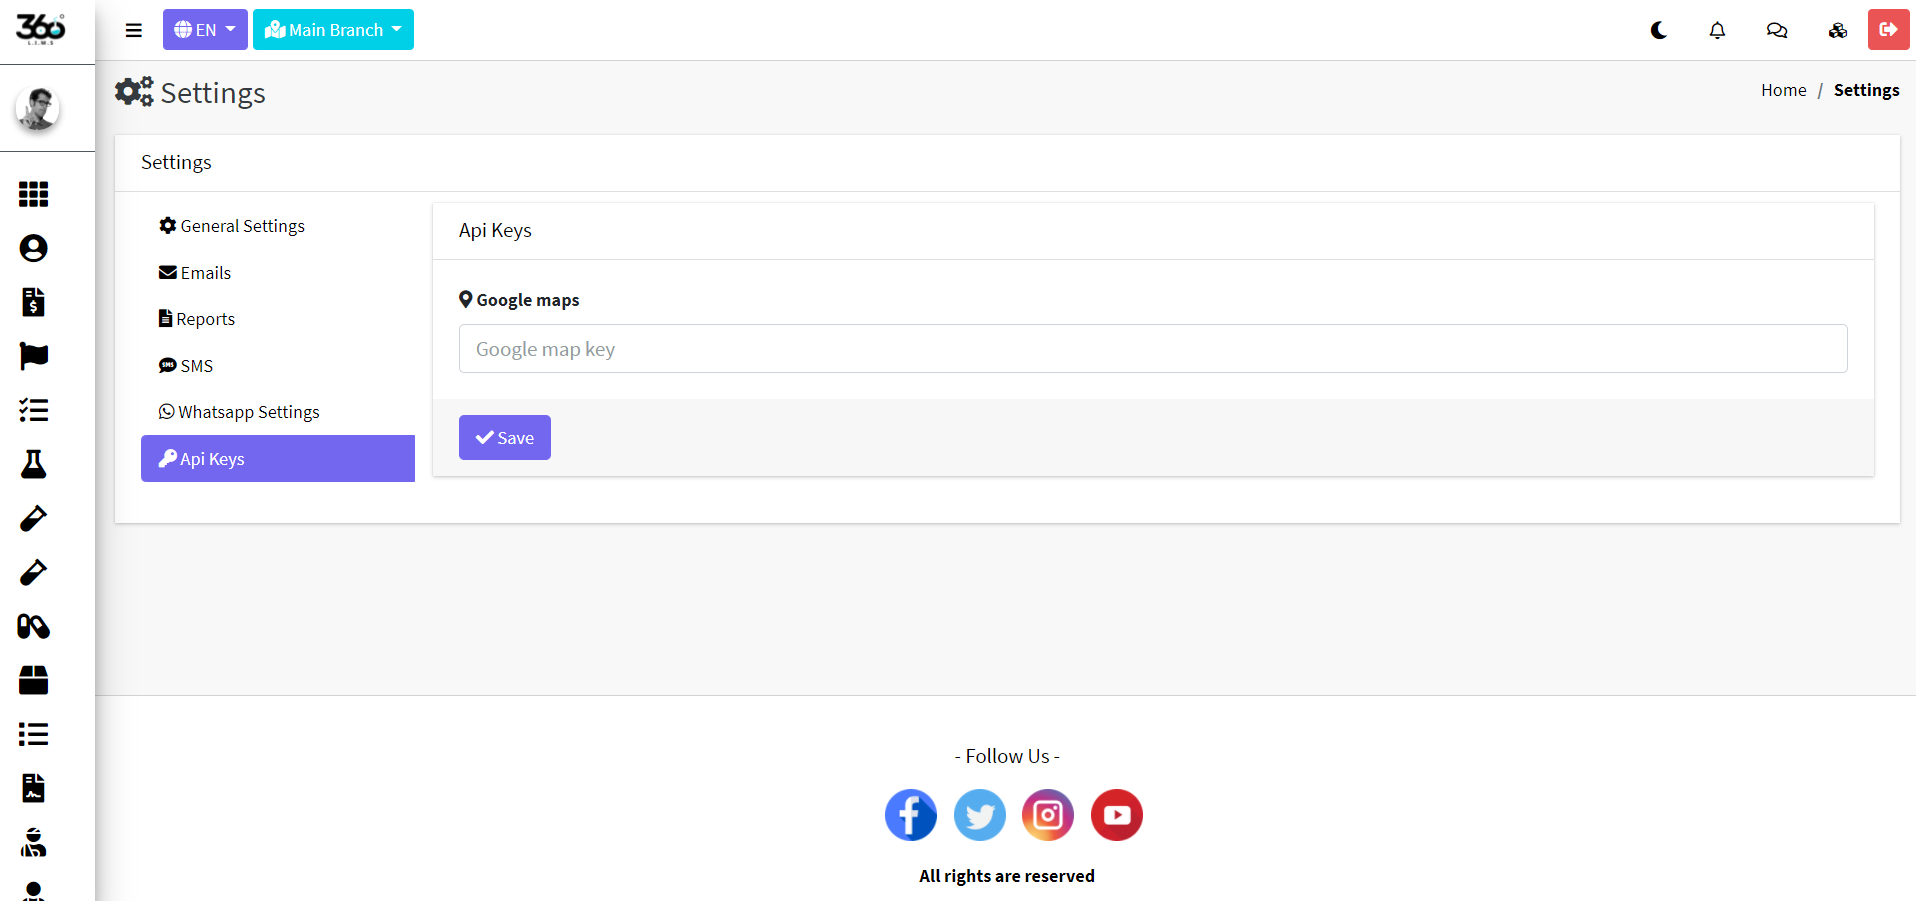 360°
L.I.M.S
EN
Main Branch
Settings
Home / Settings
Settings
General Settings
Emails
Reports
SMS
Whatsapp Settings
Api Keys
Api Keys
Google maps
Google map key
Save
- Follow Us -
All rights are reserved